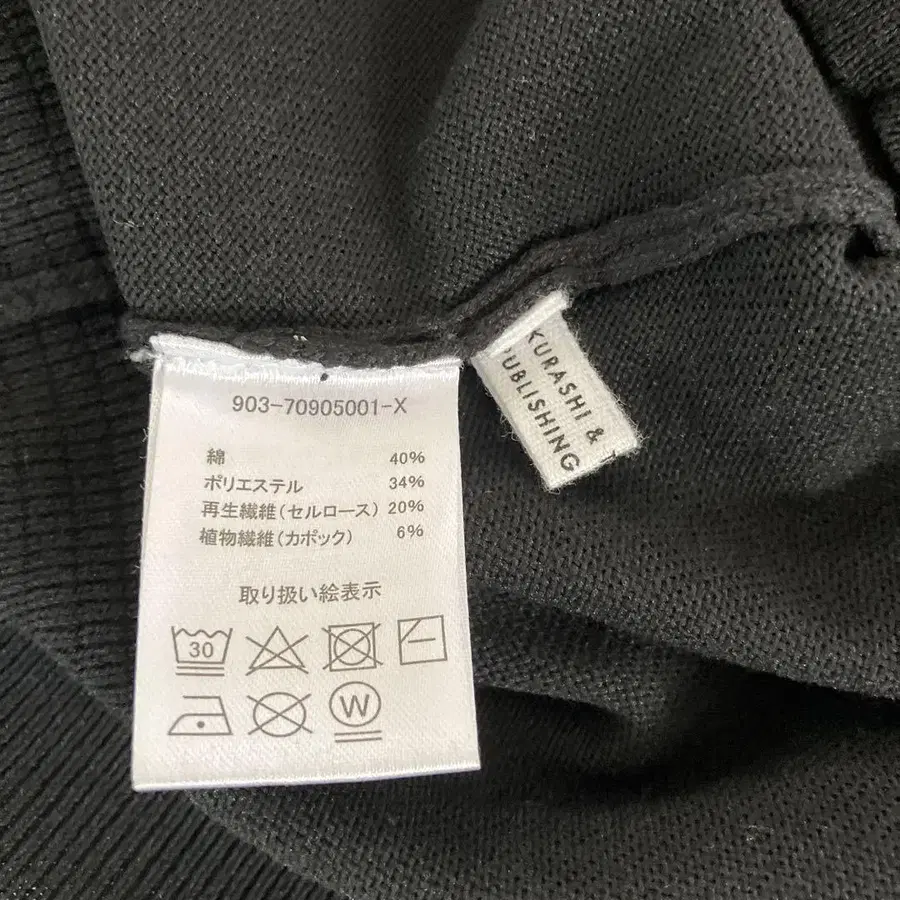 903-70905001-X
綿 40%
ポリエステル 34%
再生繊維(セルロース) 20%
植物繊維(カポック) 6%
取り扱い絵表示
30
W
KURASHI &
PUBLISHING